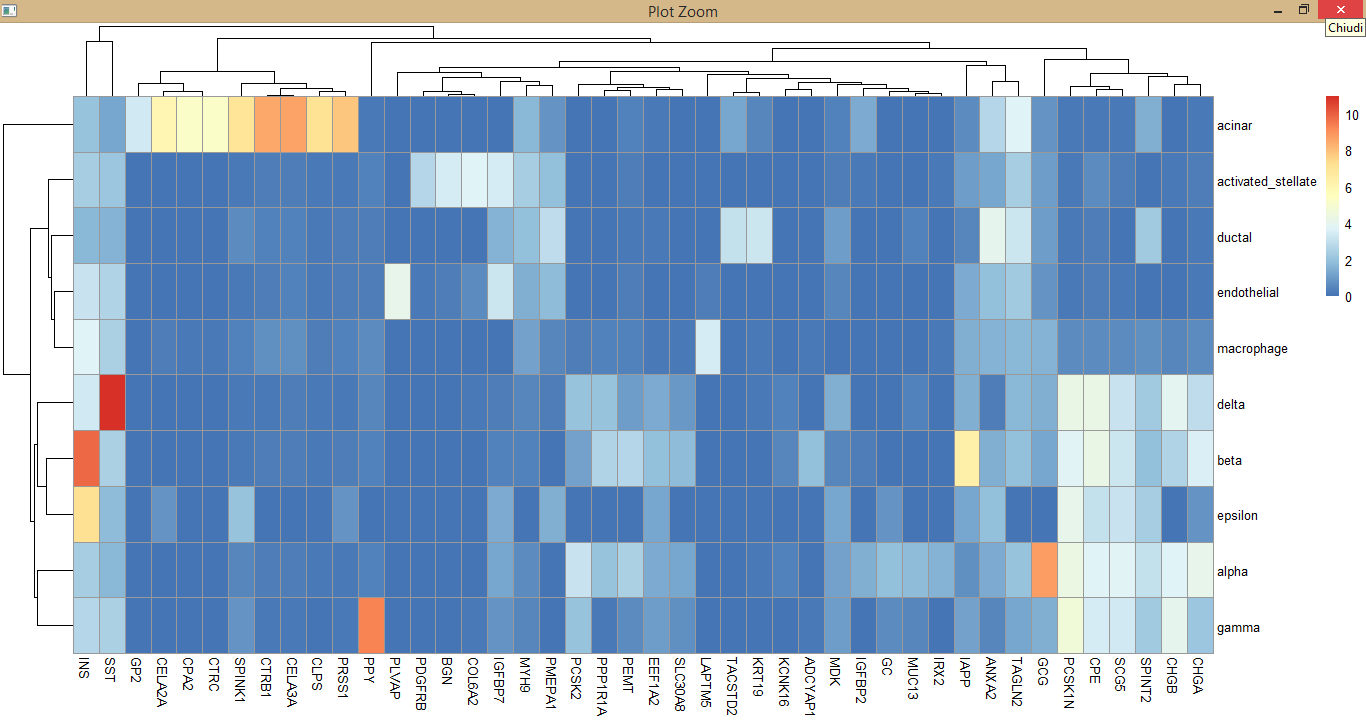 Plot Zoom
Chiudi
acinar
activated_stellate
ductal
endothelial
macrophage
delta
beta
epsilon
alpha
gamma
10
8
6
4
2
0
INS
SST
GP2
CELA2A
CPA2
CTRC
SPINK1
CTRB1
CELA3A
CLPS
PRSS1
PPY
PLVAP
PDGFRB
BGN
COL6A2
IGFBP7
MYH9
PMEPA1
PCSK2
PPP1R1A
PEMT
EEF1A2
SLC30A8
LAPTM5
TACSTD2
KRT19
KCNK16
ADCYAP1
MDK
IGFBP2
GC
MUC13
IRX2
IAPP
ANXA2
TAGLN2
GCG
PCSK1N
CPE
SCG5
SPINT2
CHGB
CHGA